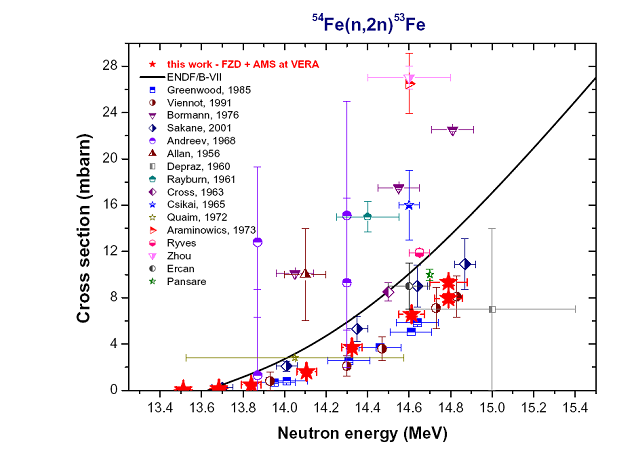 54Fe(n,2n)53Fe
this work - FZD + AMS at VERA
ENDF/B-VII
Greenwood, 1985
Viennot, 1991
Bormann, 1976
Sakane, 2001
Andreev, 1968
Allan, 1956
Depraz, 1960
Rayburn, 1961
Cross, 1963
Csikai, 1965
Quaim, 1972
Araminowics, 1973
Ryves
Zhou
Ercan
Pansare
28
24
20
16
12
8
4
0
Cross section (mbarn)
13.4 13.6 13.8 14.0 14.2 14.4 14.6 14.8 15.0 15.2 15.4
Neutron energy (MeV)